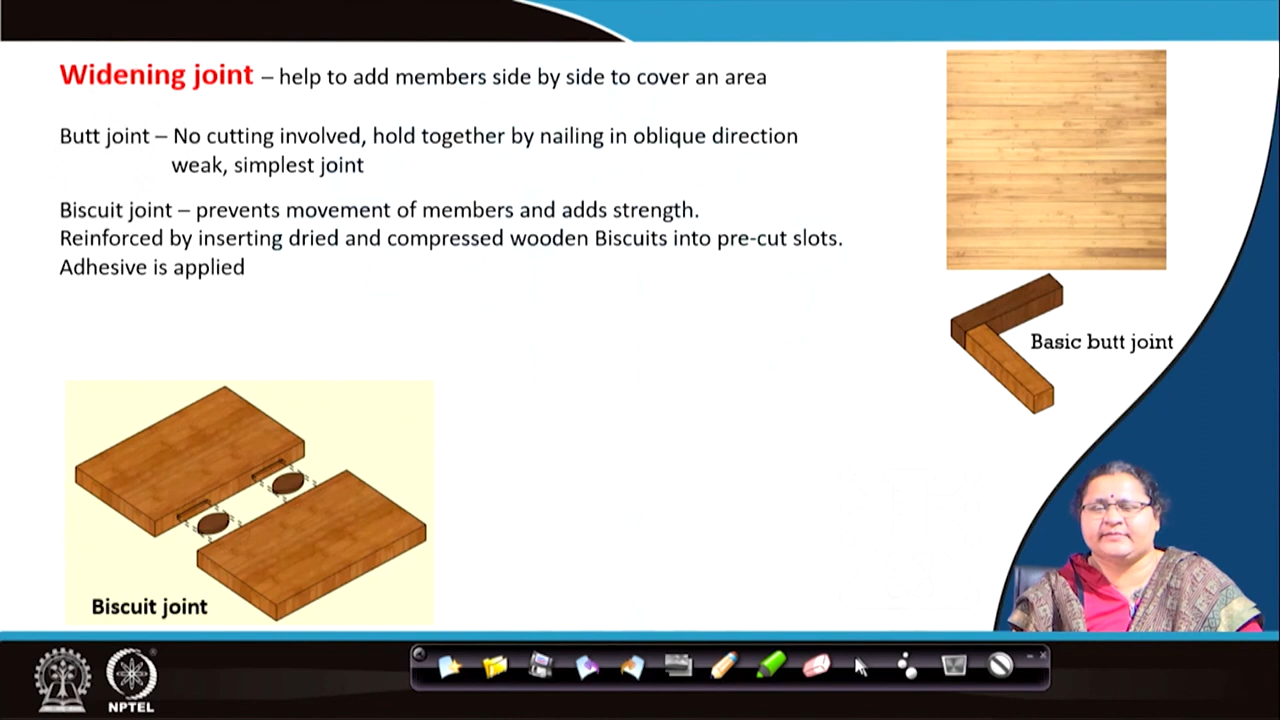 Widening joint – help to add members side by side to cover an area
Butt joint – No cutting involved, hold together by nailing in oblique direction
weak, simplest joint
Biscuit joint – prevents movement of members and adds strength.
Reinforced by inserting dried and compressed wooden Biscuits into pre-cut slots.
Adhesive is applied
Basic butt joint
Biscuit joint
NPTEL